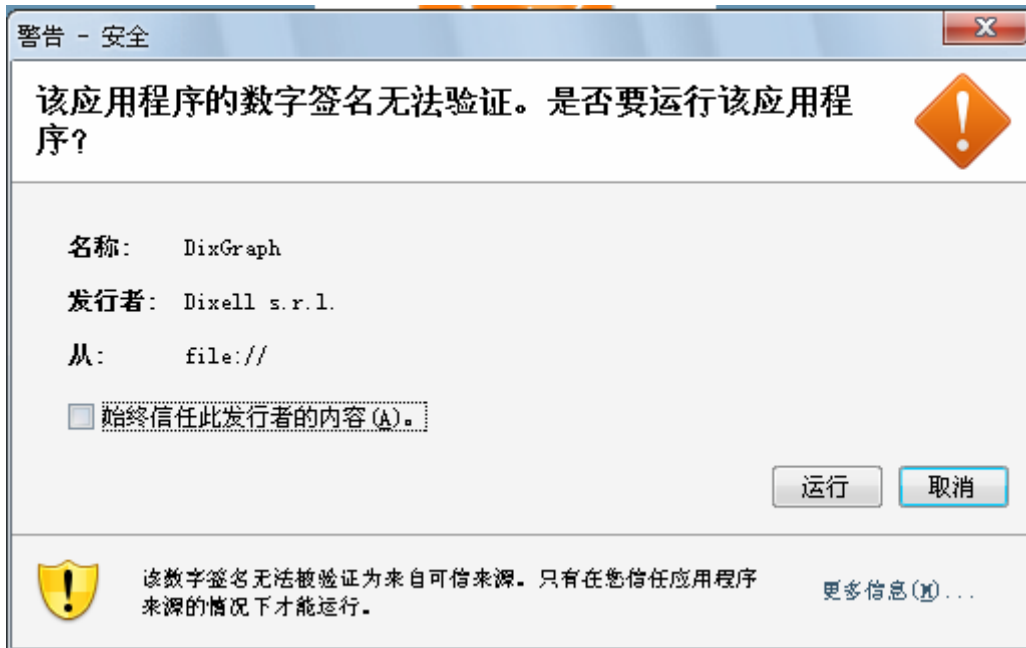 警告 - 安全
该应用程序的数字签名无法验证。是否要运行该应用程
序?
名称: DixGraph
发行者: Dixell s.r.l.
从: file://
始终信任此发行者的内容(A)。
运行 取消
该数字签名无法被验证为来自可信来源。只有在您信任应用程序
来源的情况下才能运行。
更多信息(M)...